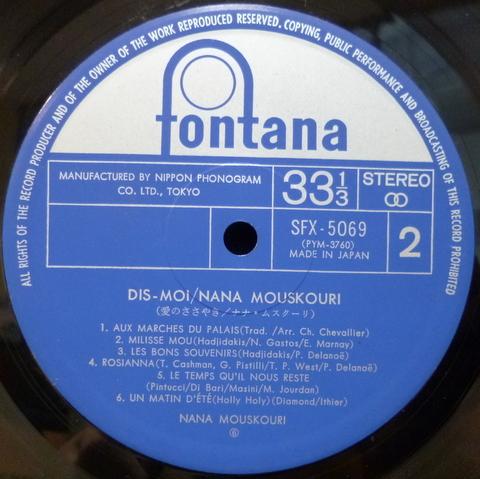 ALL RIGHTS OF THE RECORD PRODUCER AND OF THE OWNER OF THE WORK REPRODUCED RESERVED, COPYING, PUBLIC PERFORMANCE AND BROADCASTING OF THIS RECORD PROHIBITED
fontana
MANUFACTURED BY NIPPON PHONOGRAM
CO. LTD., TOKYO
33 1/3
STEREO
SFX-5069
(PYM-3760)
MADE IN JAPAN
2
DIS-MOI/NANA MOUSKOURI
(愛のささやき/ナナ・ムスクーリ)
1. AUX MARCHES DU PALAIS(Trad. /Arr. Ch. Chevallier)
2. MILISSE MOU(Hadjidakis/N. Gastos/E. Marnay)
3. LES BONS SOUVENIRS(Hadjidakis/P. Delanoë)
4. ROSIANNA(T. Cashman, G. Pistilli/T. P. West/P. Delanoë)
5. LE TEMPS QU'IL NOUS RESTE
(Pintucci/Di Bari/Masini/M. Jourdan)
6. UN MATIN D'ÉTÉ(Holly Holy)(Diamond/Ithier)
NANA MOUSKOURI
⑥